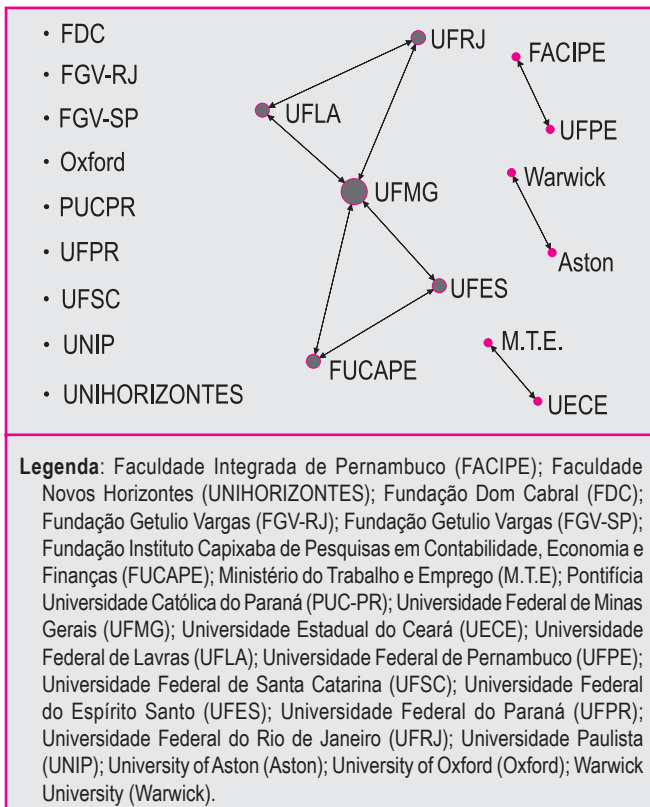 • FDC
• FGV-RJ
• FGV-SP
• Oxford
• PUCPR
• UFPR
• UFSC
• UNIP
• UNIHORIZONTES
UFRJ
UFLA
UFMG
UFES
FUCAPE
FACIPE
UFPE
Warwick
Aston
M.T.E.
UECE
Legenda: Faculdade Integrada de Pernambuco (FACIPE); Faculdade
Novos Horizontes (UNIHORIZONTES); Fundação Dom Cabral (FDC);
Fundação Getulio Vargas (FGV-RJ); Fundação Getulio Vargas (FGV-SP);
Fundação Instituto Capixaba de Pesquisas em Contabilidade, Economia e
Finanças (FUCAPE); Ministério do Trabalho e Emprego (M.T.E); Pontifícia
Universidade Católica do Paraná (PUC-PR); Universidade Federal de Minas
Gerais (UFMG); Universidade Estadual do Ceará (UECE); Universidade
Federal de Lavras (UFLA); Universidade Federal de Pernambuco (UFPE);
Universidade Federal de Santa Catarina (UFSC); Universidade Federal
do Espírito Santo (UFES); Universidade Federal do Paraná (UFPR);
Universidade Federal do Rio de Janeiro (UFRJ); Universidade Paulista
(UNIP); University of Aston (Aston); University of Oxford (Oxford); Warwick
University (Warwick).